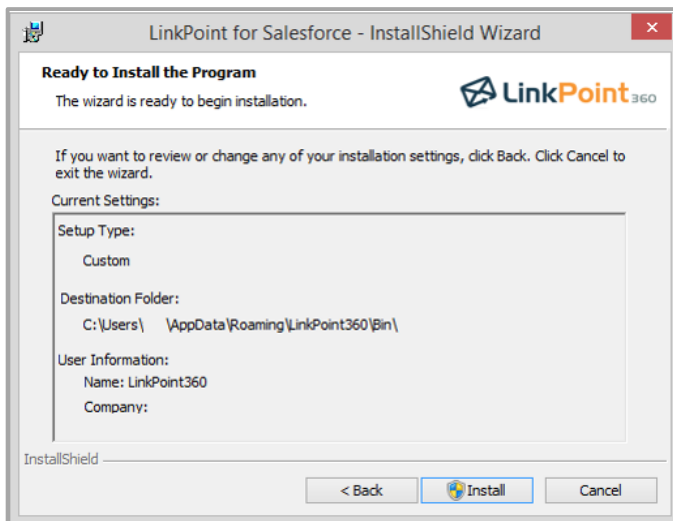 LinkPoint for Salesforce - InstallShield Wizard
Ready to Install the Program
The wizard is ready to begin installation.
LinkPoint360
If you want to review or change any of your installation settings, click Back. Click Cancel to
exit the wizard.
Current Settings:
Setup Type:
Custom
Destination Folder:
C:\Users\ \AppData\Roaming\LinkPoint360\Bin\
User Information:
Name: LinkPoint360
Company:
InstallShield
< Back
Install
Cancel